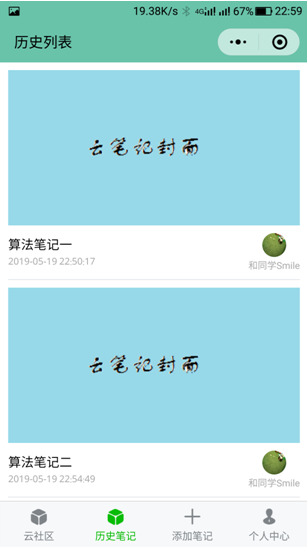 19.38K/s 4G 67% 22:59
历史列表
云笔记封面
算法笔记一
2019-05-19 22:50:17
和同学Smile
云笔记封面
算法笔记二
2019-05-19 22:54:49
和同学Smile
云社区 历史笔记 添加笔记 个人中心